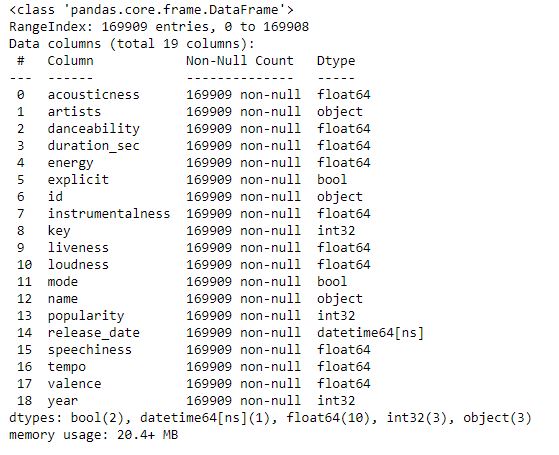 <class 'pandas.core.frame.DataFrame'>
RangeIndex: 169909 entries, 0 to 169908
Data columns (total 19 columns):
 #   Column            Non-Null Count   Dtype
---  ------            --------------   -----
 0   acousticness      169909 non-null  float64
 1   artists           169909 non-null  object
 2   danceability      169909 non-null  float64
 3   duration_sec      169909 non-null  float64
 4   energy            169909 non-null  float64
 5   explicit          169909 non-null  bool
 6   id                169909 non-null  object
 7   instrumentalness  169909 non-null  float64
 8   key               169909 non-null  int32
 9   liveness          169909 non-null  float64
 10  loudness          169909 non-null  float64
 11  mode              169909 non-null  bool
 12  name              169909 non-null  object
 13  popularity        169909 non-null  int32
 14  release_date      169909 non-null  datetime64[ns]
 15  speechiness       169909 non-null  float64
 16  tempo             169909 non-null  float64
 17  valence           169909 non-null  float64
 18  year              169909 non-null  int32
dtypes: bool(2), datetime64[ns](1), float64(10), int32(3), object(3)
memory usage: 20.4+ MB